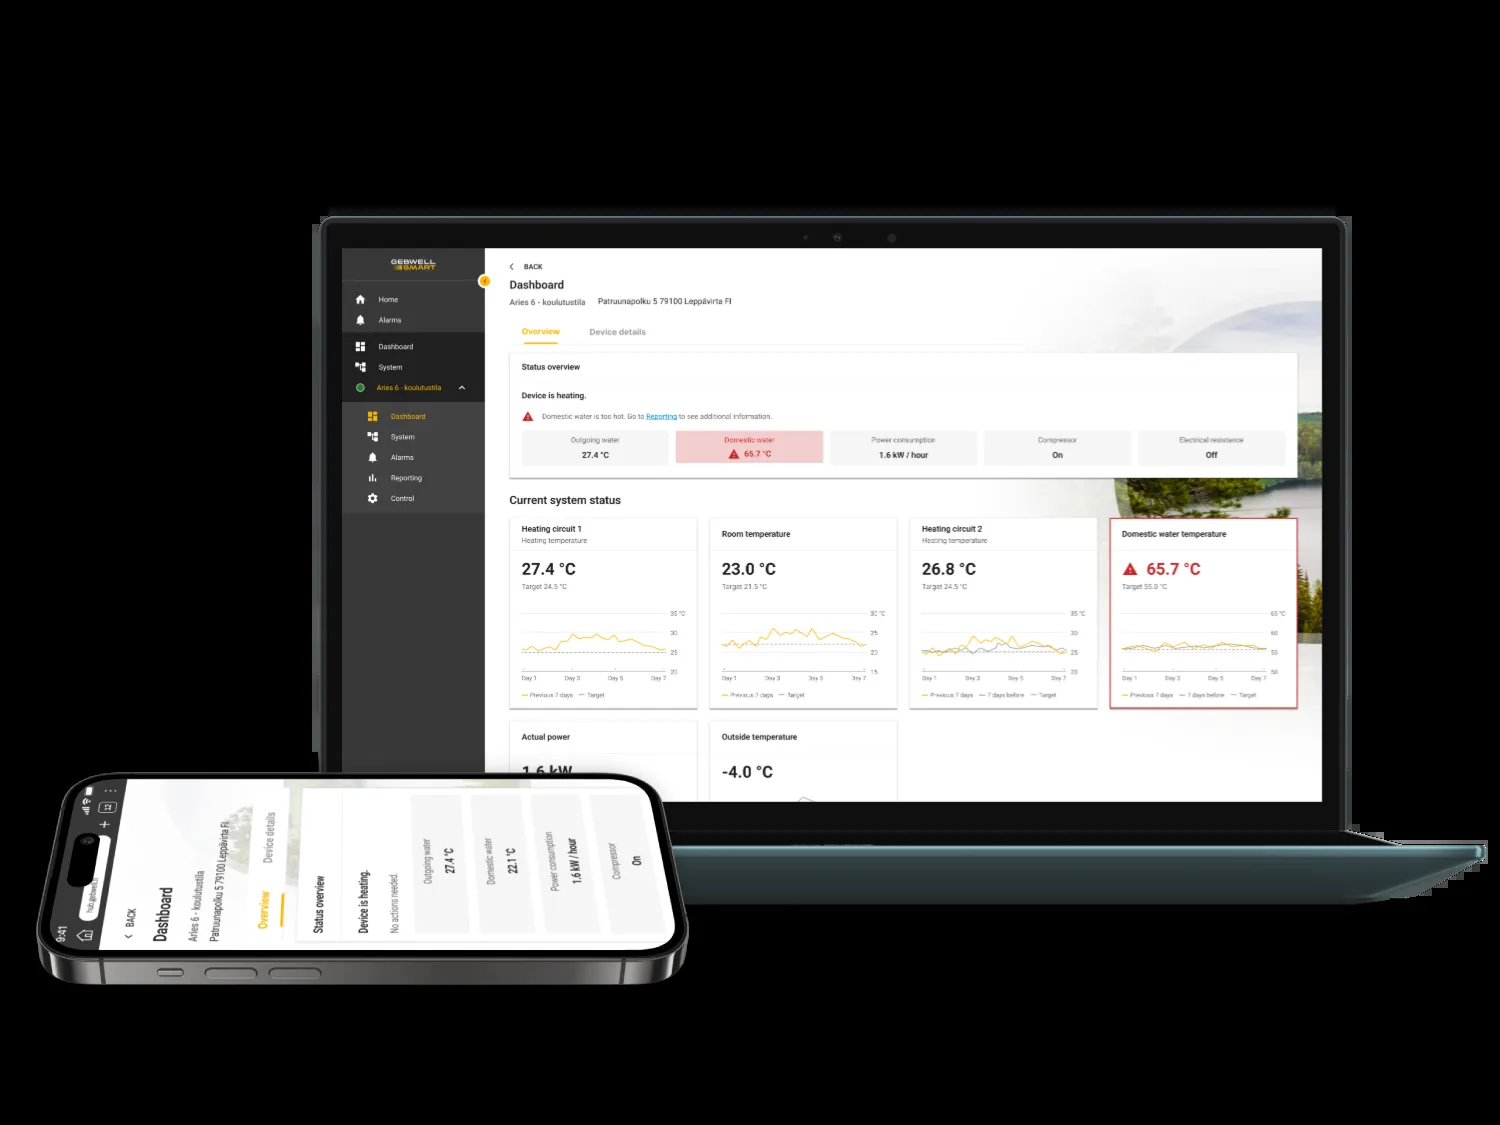 GEBWELL
SMART
Home
Alarms
Dashboard
System
Aries 6 - koulutustila
Dashboard
System
Alarms
Reporting
Control
BACK
Dashboard
Aries 6 - koulutustila Patruunapolku 5 79100 Leppävirta FI
Overview Device details
Status overview
Device is heating.
Domestic water is too hot. Go to Reporting to see additional information.
Outgoing water
27.4 °C
Domestic water
65.7 °C
Power consumption
1.6 kW / hour
Compressor
On
Electrical resistance
Off
Current system status
Heating circuit 1
Heating temperature
27.4 °C
Target 24.5 °C
35 °C
30
25
20
Day 1 Day 3 Day 5 Day 7
Previous 7 days Target
Room temperature
23.0 °C
Target 21.5 °C
30 °C
25
20
15
Day 1 Day 3 Day 5 Day 7
Previous 7 days Target
Heating circuit 2
Heating temperature
26.8 °C
Target 24.5 °C
35 °C
30
25
20
Day 1 Day 3 Day 5 Day 7
Previous 7 days 7 days before Target
Domestic water temperature
65.7 °C
Target 55.0 °C
65 °C
60
55
50
Day 1 Day 3 Day 5 Day 7
Previous 7 days 7 days before Target
Actual power
1.6 kW
Outside temperature
-4.0 °C
9:41
12
BACK
Dashboard
Aries 6 - koulutustila
Patruunapolku 5 79100 Leppävirta FI
Overview Device details
Status overview
Device is heating.
No actions needed.
Outgoing water
27.4 °C
Domestic water
22.1 °C
Power consumption
1.6 kW / hour
Compressor
On